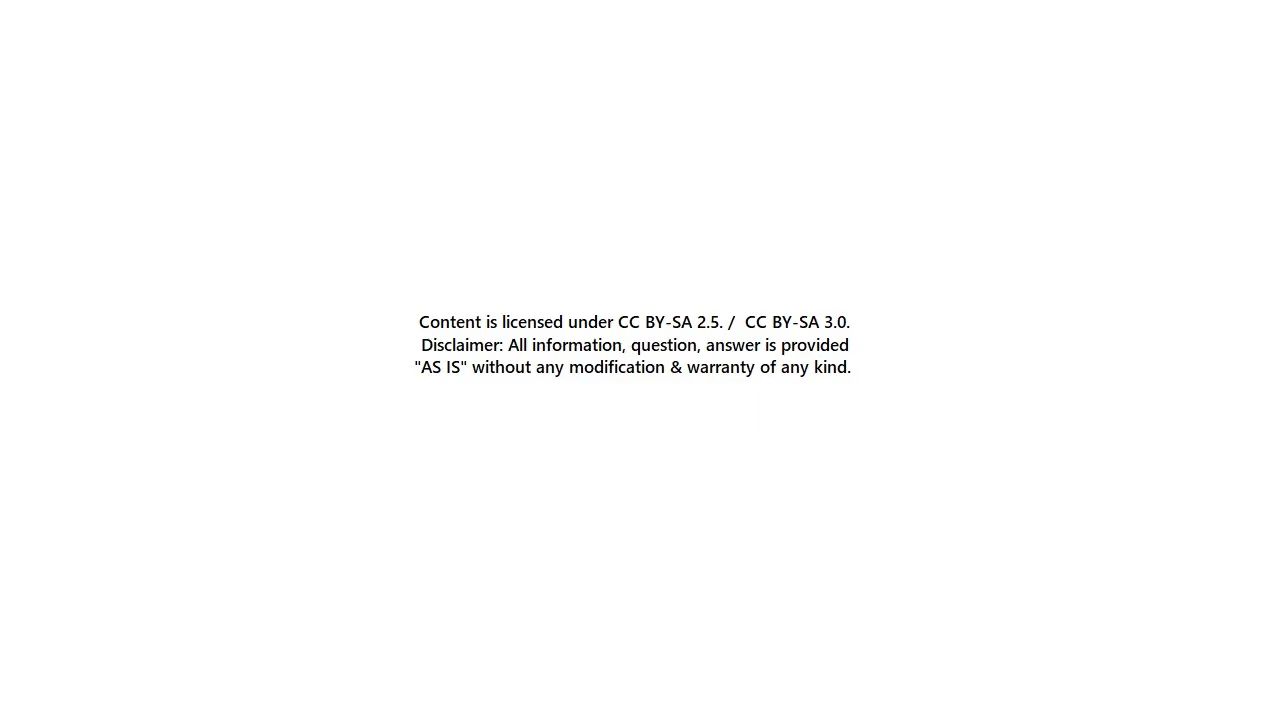 Content is licensed under CC BY-SA 2.5. /  CC BY-SA 3.0.
Disclaimer: All information, question, answer is provided
"AS IS" without any modification & warranty of any kind.